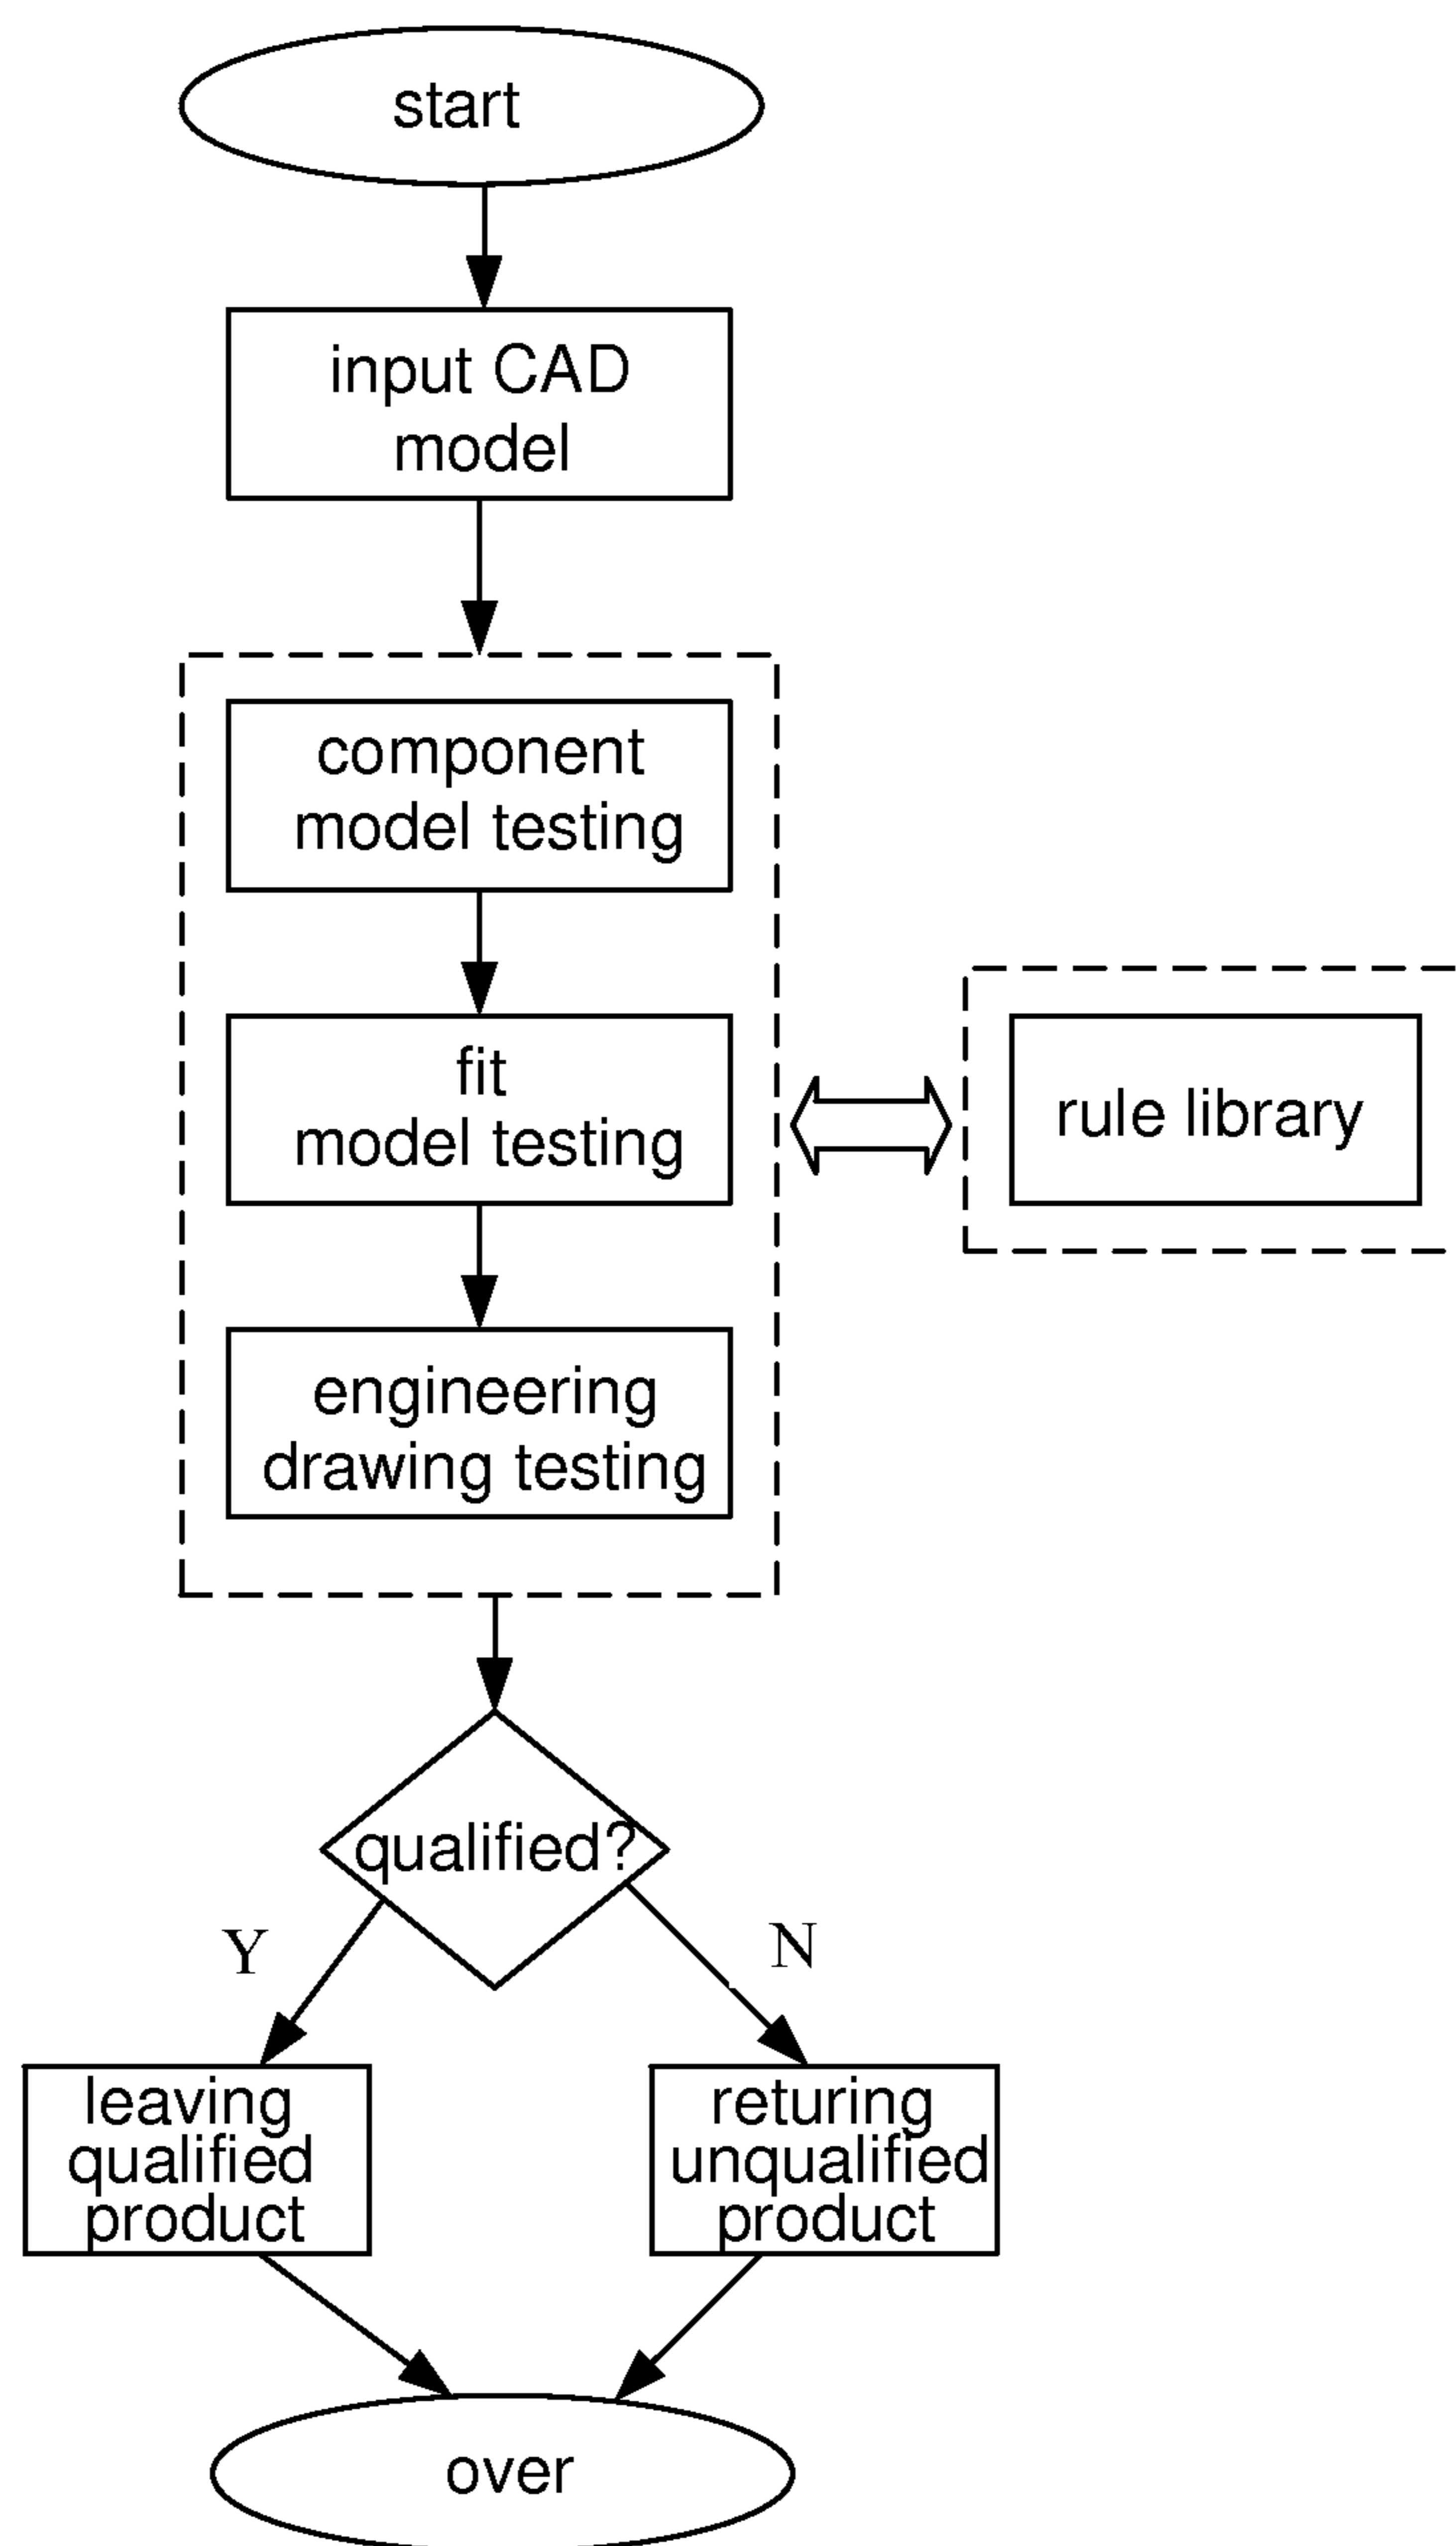 start
input CAD
model
component
model testing
fit
model testing
rule library
engineering
drawing testing
qualified?
Y
N
leaving
qualified
product
returing
unqualified
product
over